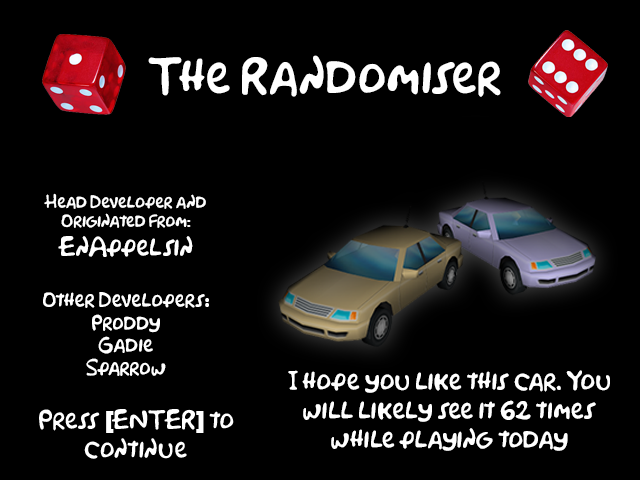 The Randomiser
Head Developer and
Originated From:
EnAppelsin
Other Developers:
Proddy
Gadie
Sparrow
Press [ENTER] to
continue
I hope you like this car. You
will likely see it 62 times
while playing today